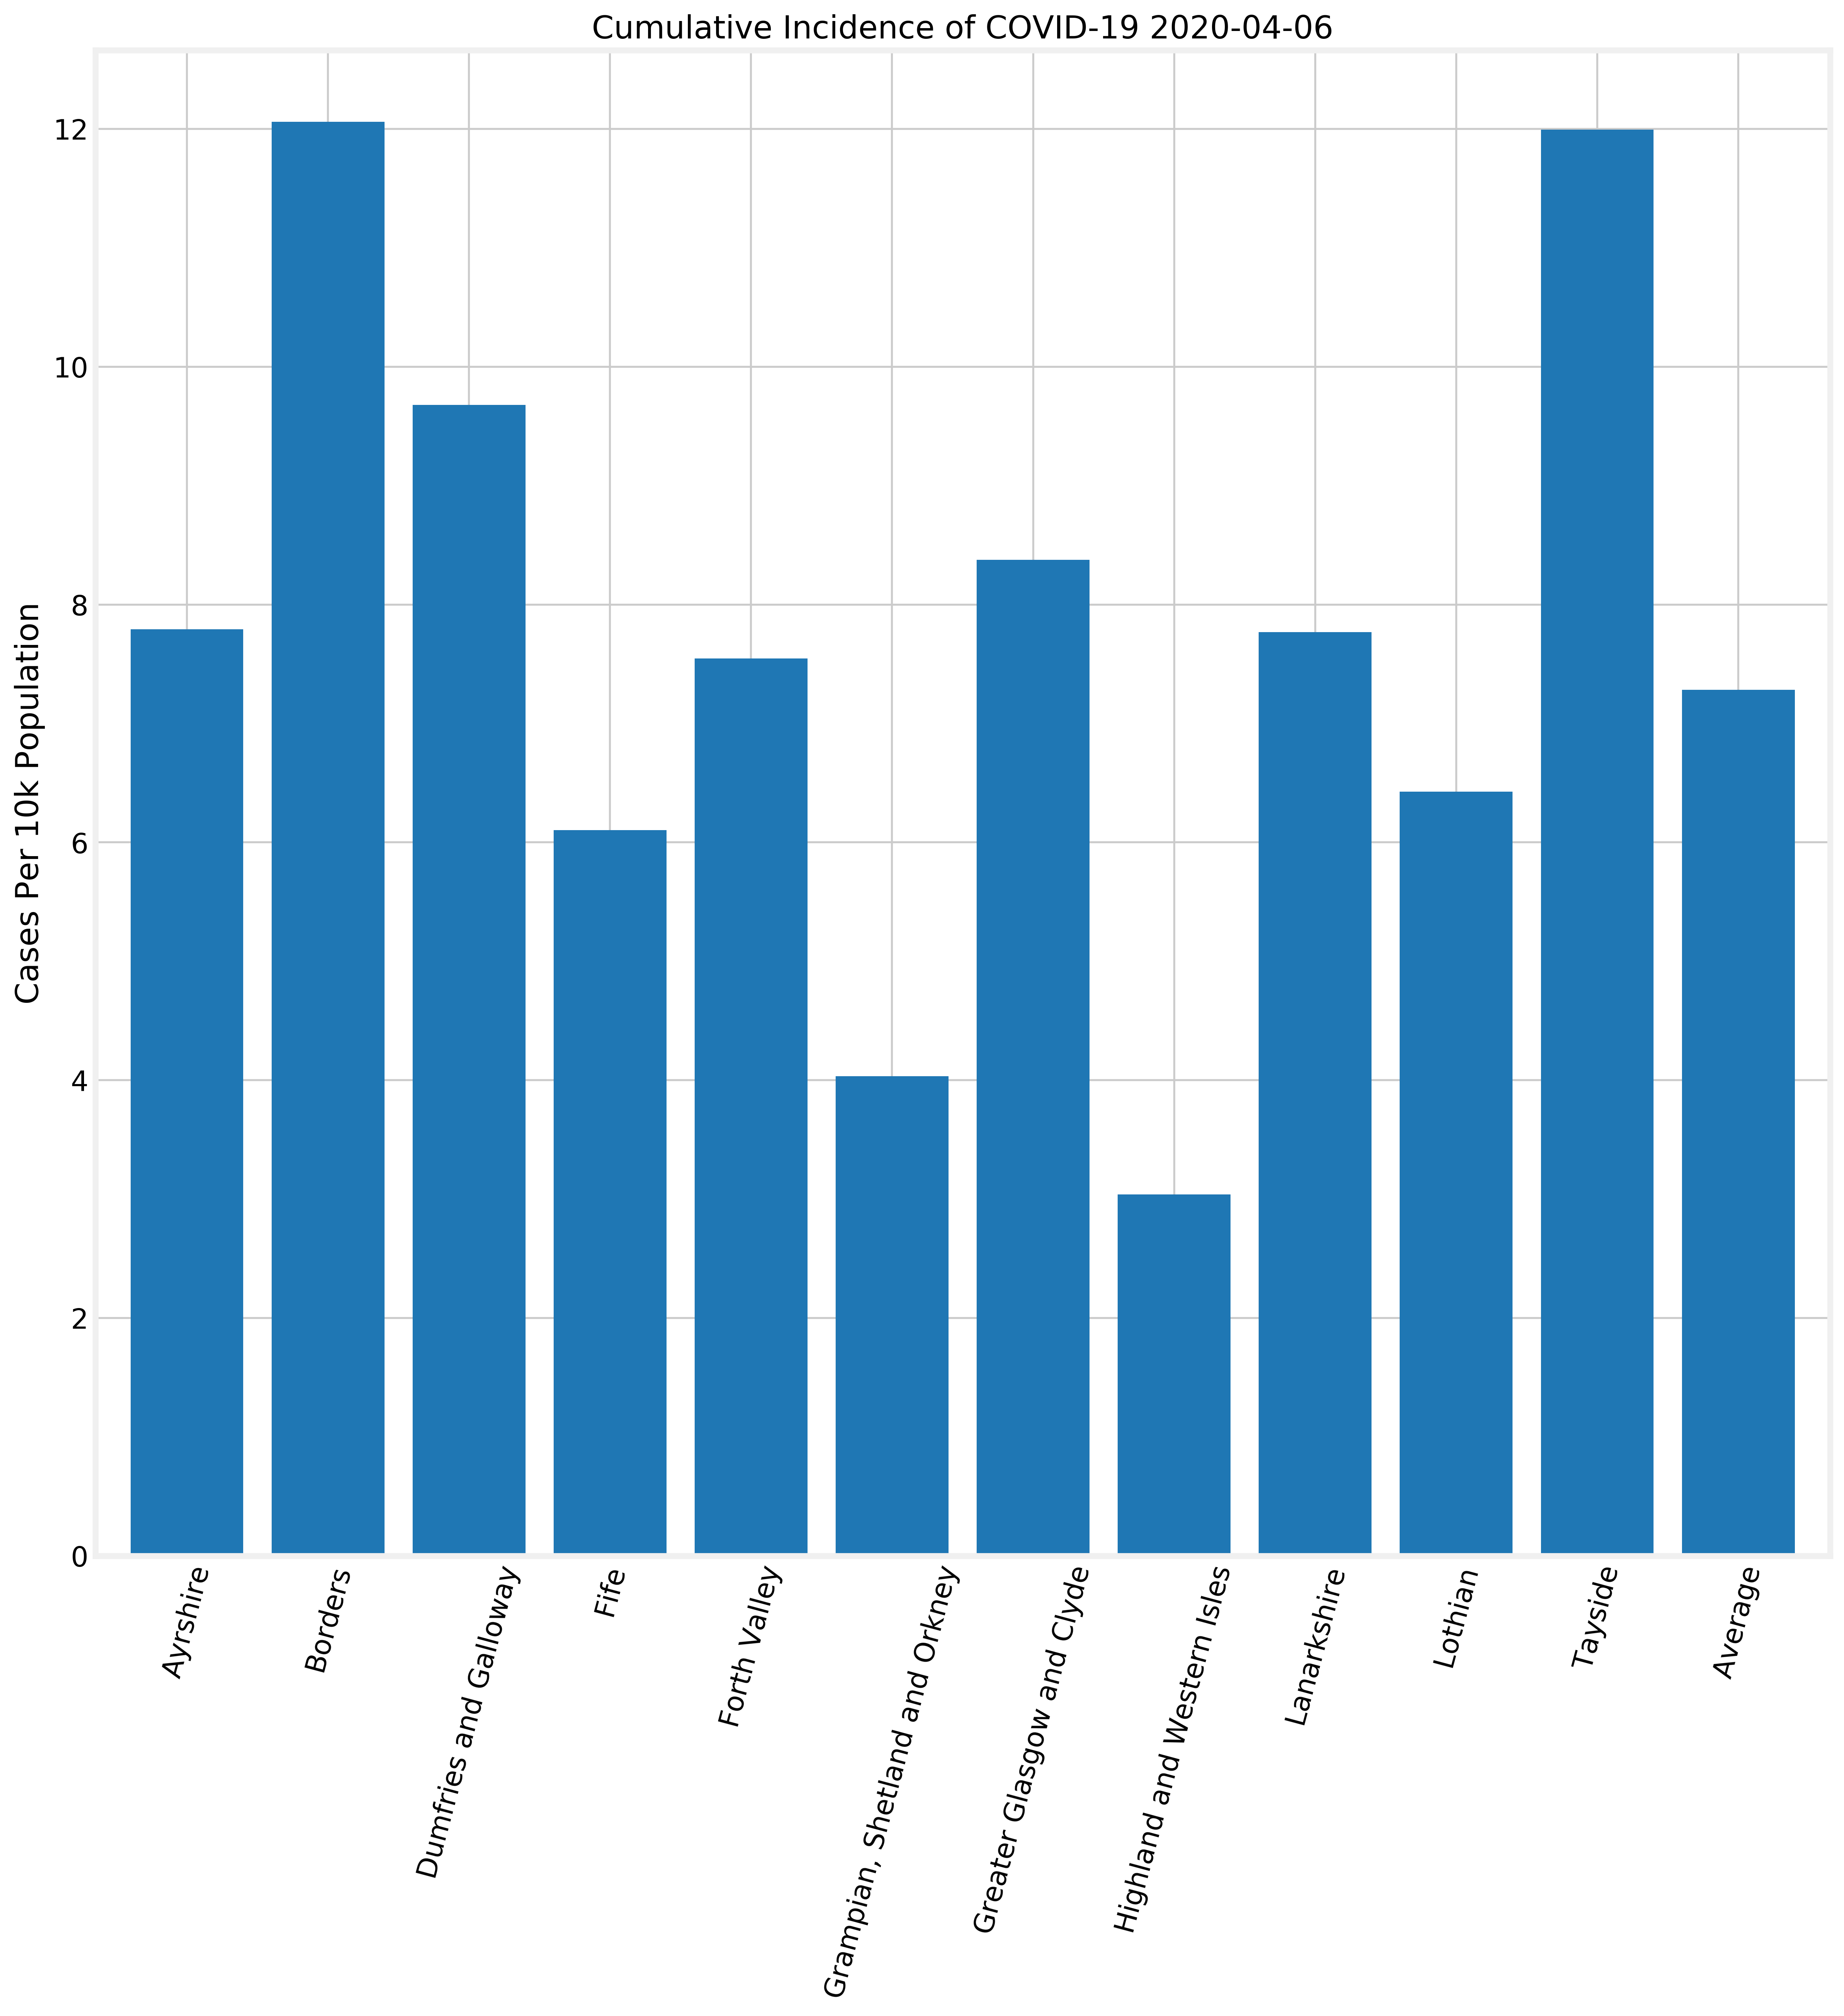 Cumulative Incidence of COVID-19 2020-04-06
Cases Per 10k Population
12
10
8
6
4
2
0
Ayrshire
Borders
Dumfries and Galloway
Fife
Forth Valley
Grampian, Shetland and Orkney
Greater Glasgow and Clyde
Highland and Western Isles
Lanarkshire
Lothian
Tayside
Average